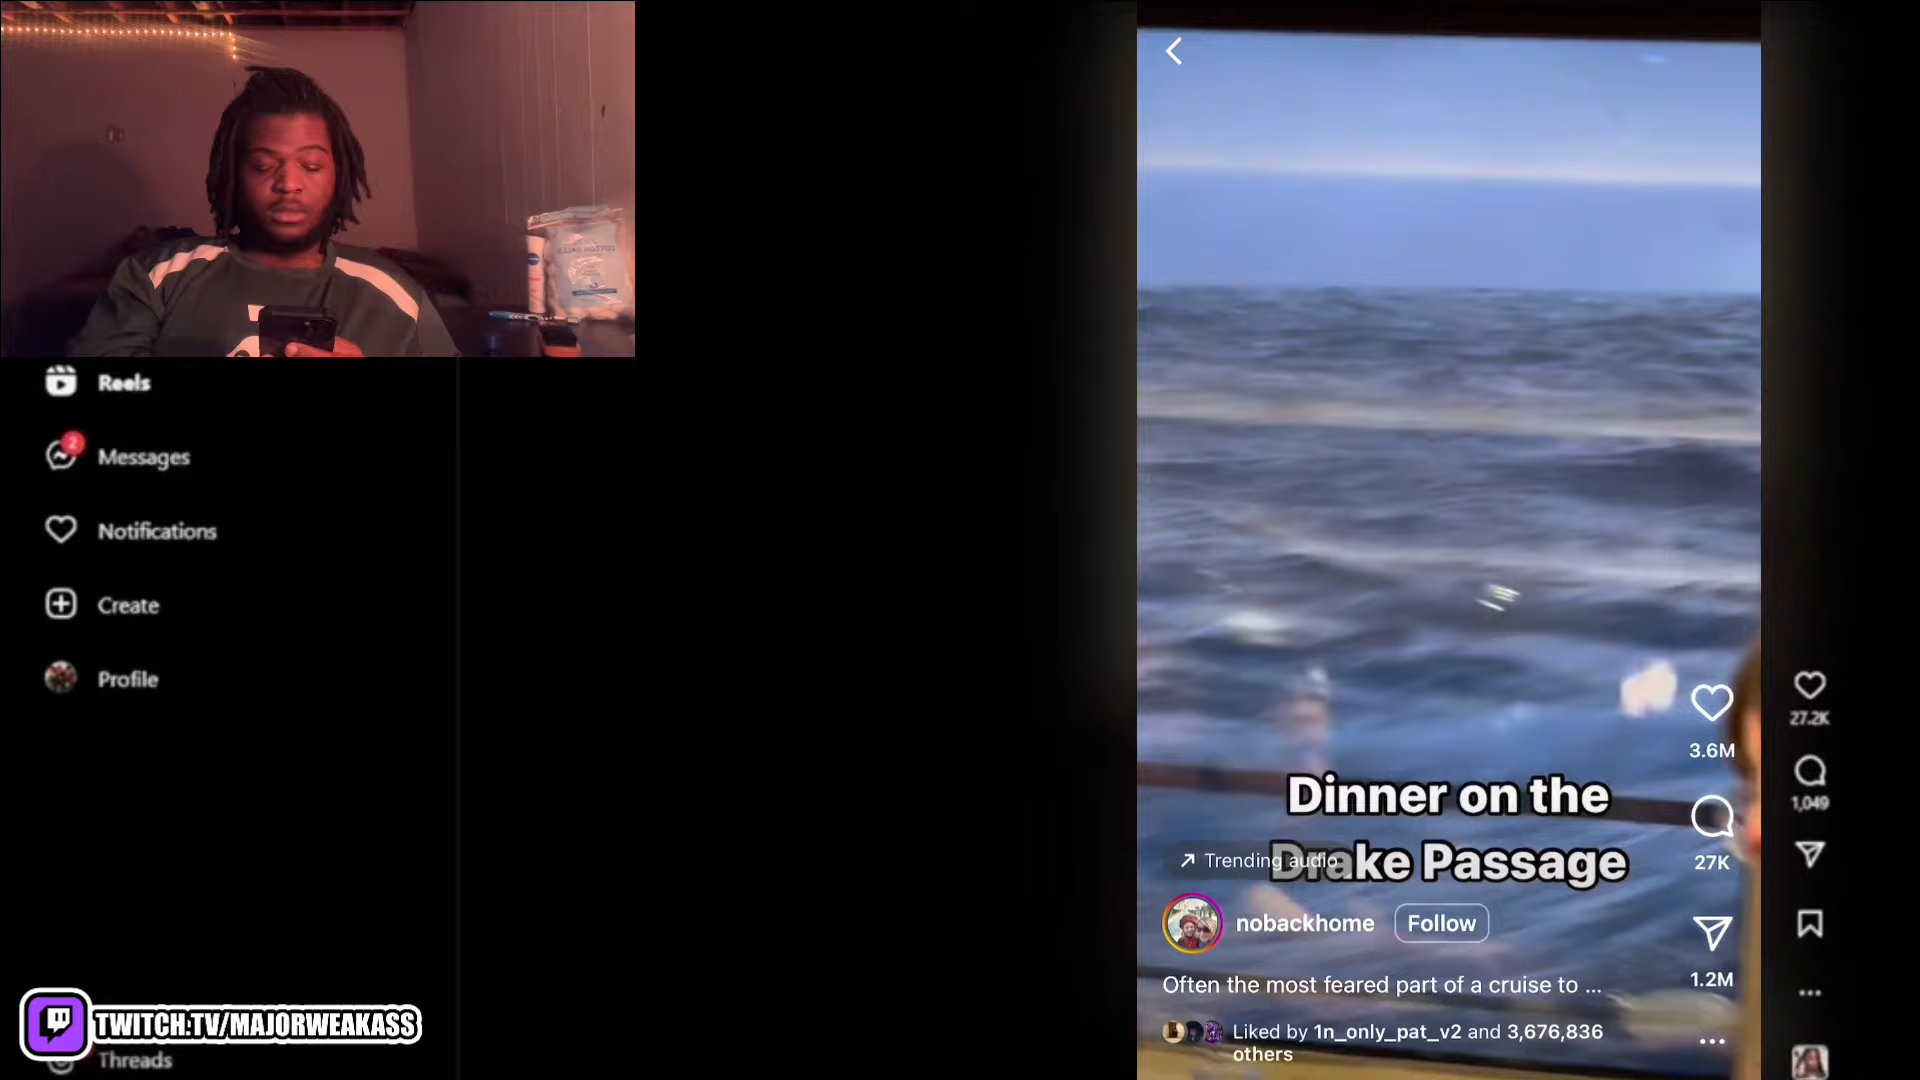 Reels
2
Messages
Notifications
Create
Profile
TWITCH.TV/MAJORWEAKASS
Threads
Dinner on the
Drake Passage
Trending audio
nobackhome
Follow
Often the most feared part of a cruise to ...
Liked by 1n_only_pat_v2 and 3,676,836
others
3.6M
27K
1.2M
27.2K
1,049